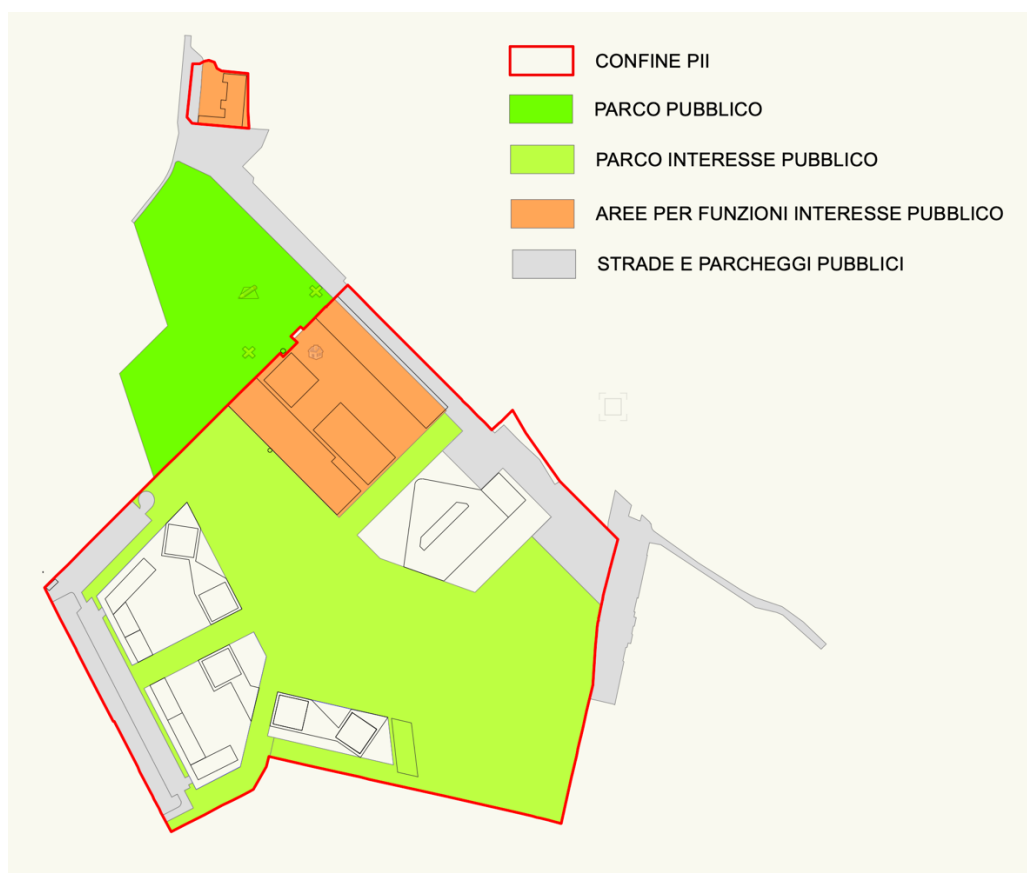 CONFINE PII
PARCO PUBBLICO
PARCO INTERESSE PUBBLICO
AREE PER FUNZIONI INTERESSE PUBBLICO
STRADE E PARCHEGGI PUBBLICI